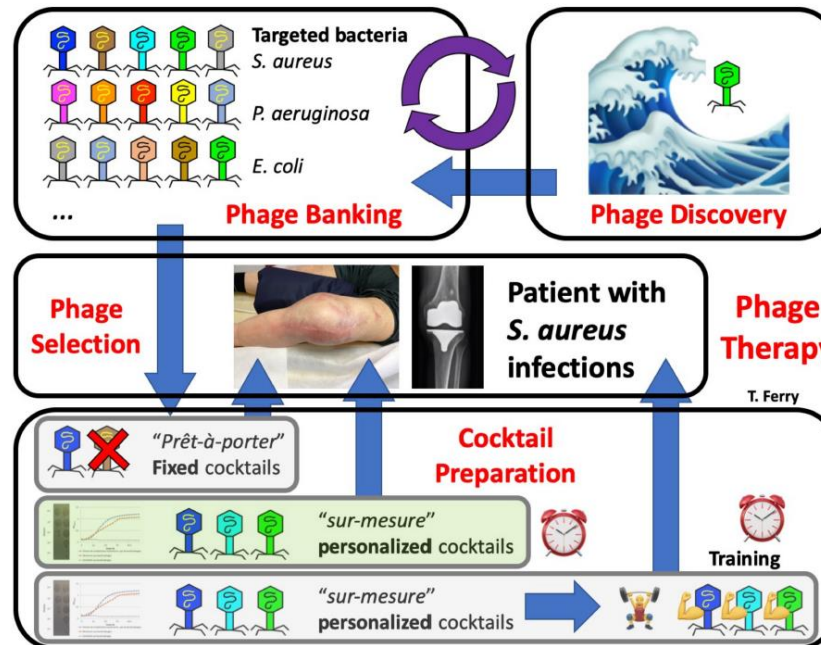 Targeted bacteria
S. aureus
P. aeruginosa
E. coli
...
Phage Banking
Phage Discovery
Phage
Selection
Patient with
S. aureus
infections
Phage
Therapy
T. Ferry
Cocktail
Preparation
“Prêt-à-porter”
Fixed cocktails
“sur-mesure”
personalized cocktails
Training
“sur-mesure”
personalized cocktails